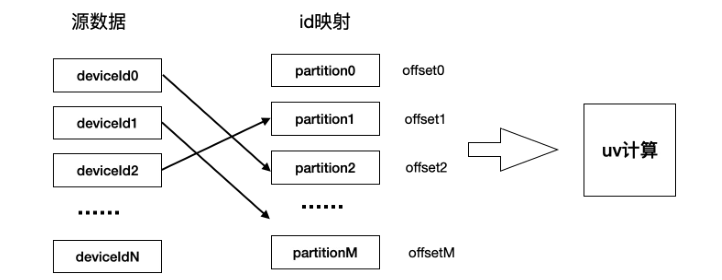 源数据
id映射
deviceId0
partition0
offset0
deviceId1
partition1
offset1
deviceId2
partition2
offset2
uv计算
......
......
deviceIdN
partitionM
offsetM